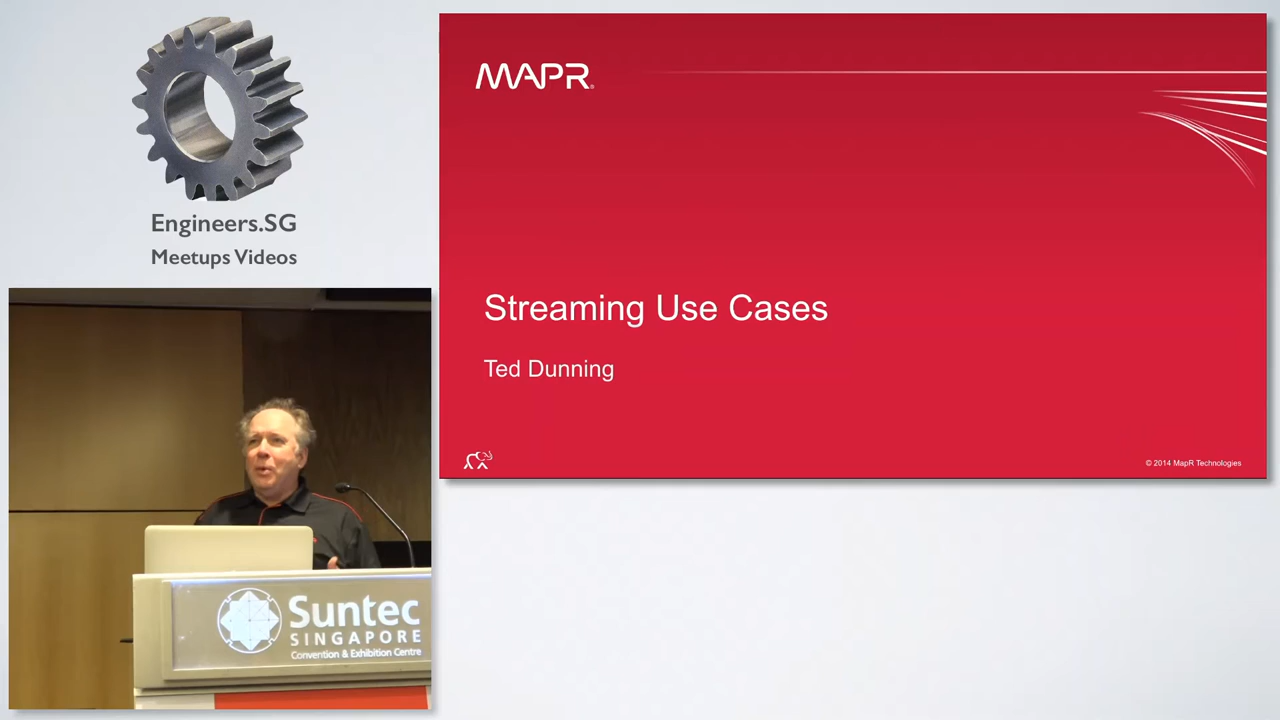 Engineers.SG
Meetups Videos
MAPR
Streaming Use Cases
Ted Dunning
© 2014 MapR Technologies
Suntec
SINGAPORE
Convention & Exhibition Centre